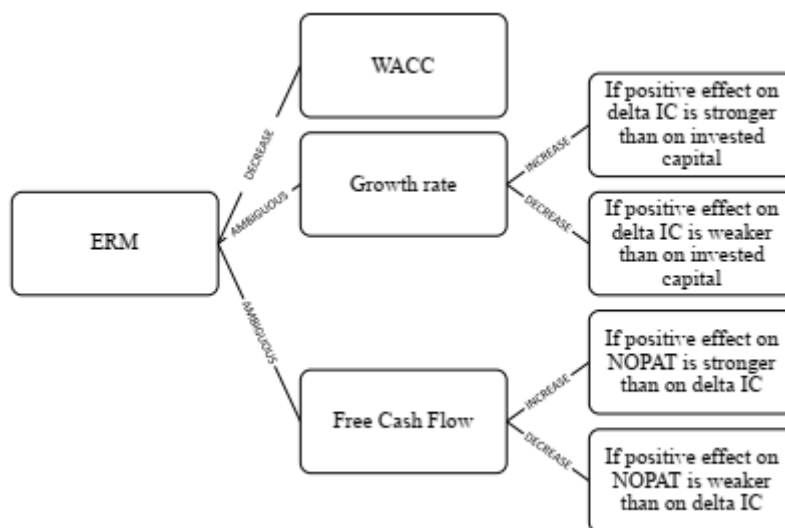 WACC
DECREASE
If positive effect on
delta IC is stronger
than on invested
capital
INCREASE
Growth rate
AMBIGUOUS
DECREASE
If positive effect on
delta IC is weaker
than on invested
capital
ERM
AMBIGUOUS
If positive effect on
NOPAT is stronger
than on delta IC
INCREASE
Free Cash Flow
DECREASE
If positive effect on
NOPAT is weaker
than on delta IC